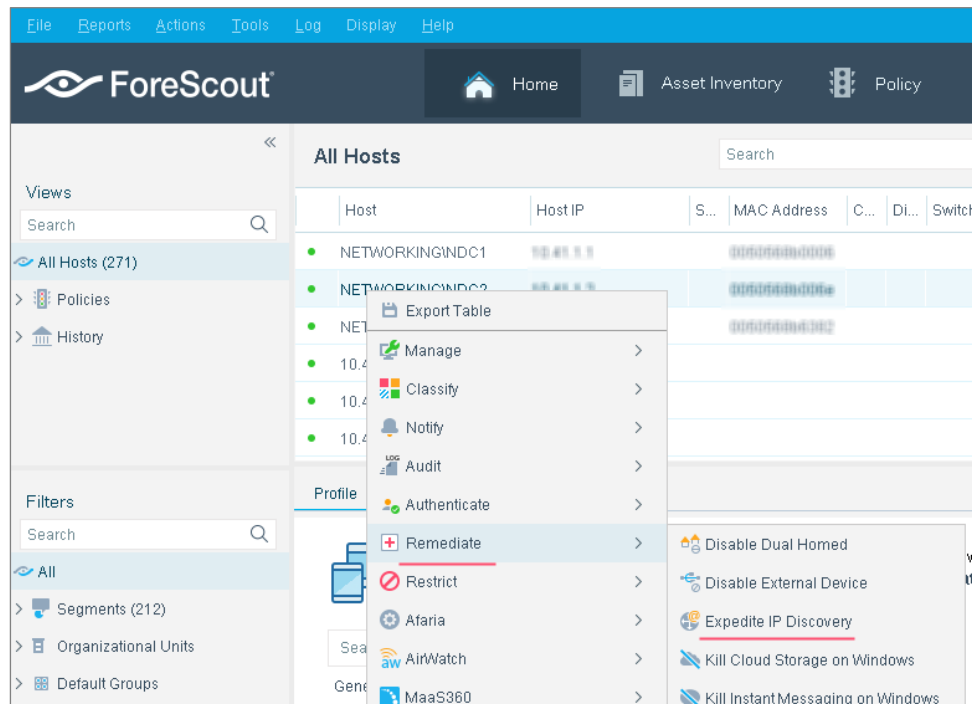 File Reports Actions Tools Log Display Help
ForeScout
Home
Asset Inventory
Policy
All Hosts
Search
Views
Search
Host Host IP S... MAC Address C... Di... Switch
All Hosts (271)
NETWORKING\NDC1
Policies
NETWORKING\NDC2
Export Table
History
NET
Manage
10.4
Classify
10.4
Notify
10.4
LOG
Audit
Filters
Profile
Authenticate
Search
Remediate
Disable Dual Homed
All
Restrict
Disable External Device
Segments (212)
Afaria
Expedite IP Discovery
Organizational Units
Sea
aw AirWatch
Kill Cloud Storage on Windows
Default Groups
Gene
MaaS360
Kill Instant Messaging on Windows